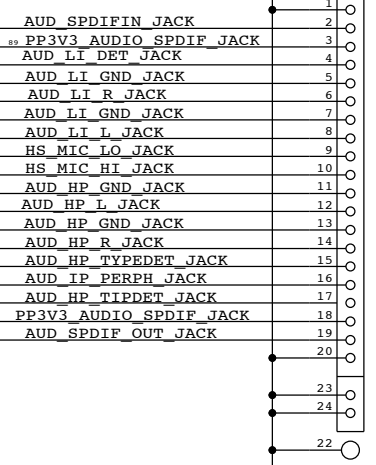 1
AUD_SPDIFIN_JACK 2
89 PP3V3_AUDIO_SPDIF_JACK 3
AUD_LI_DET_JACK 4
AUD_LI_GND_JACK 5
AUD_LI_R_JACK 6
AUD_LI_GND_JACK 7
AUD_LI_L_JACK 8
HS_MIC_LO_JACK 9
HS_MIC_HI_JACK 10
AUD_HP_GND_JACK 11
AUD_HP_L_JACK 12
AUD_HP_GND_JACK 13
AUD_HP_R_JACK 14
AUD_HP_TYPEDET_JACK 15
AUD_IP_PERPH_JACK 16
AUD_HP_TIPDET_JACK 17
PP3V3_AUDIO_SPDIF_JACK 18
AUD_SPDIF_OUT_JACK 19
20
23
24
22